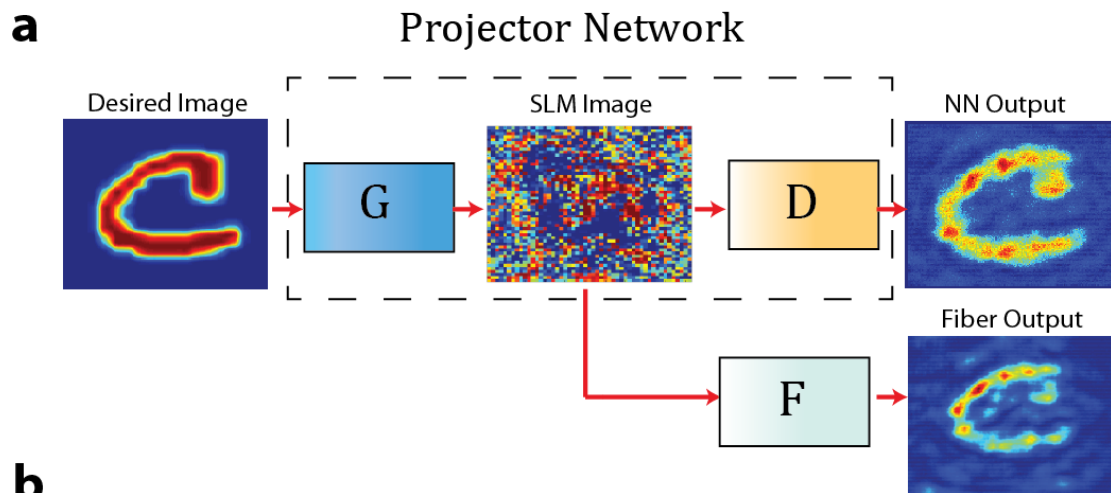 a
Projector Network
Desired Image
SLM Image
NN Output
G
D
Fiber Output
F
b